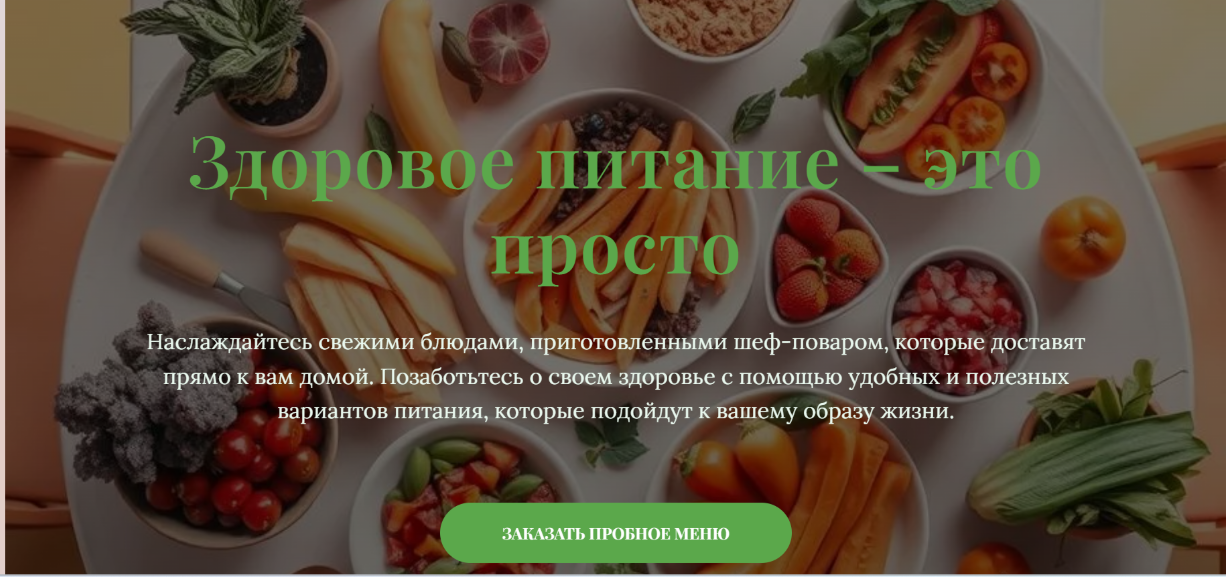 Здоровое питание – это
просто
Наслаждайтесь свежими блюдами, приготовленными шеф-поваром, которые доставят
прямо к вам домой. Позаботьтесь о своем здоровье с помощью удобных и полезных
вариантов питания, которые подойдут к вашему образу жизни.
ЗАКАЗАТЬ ПРОБНОЕ МЕНЮ